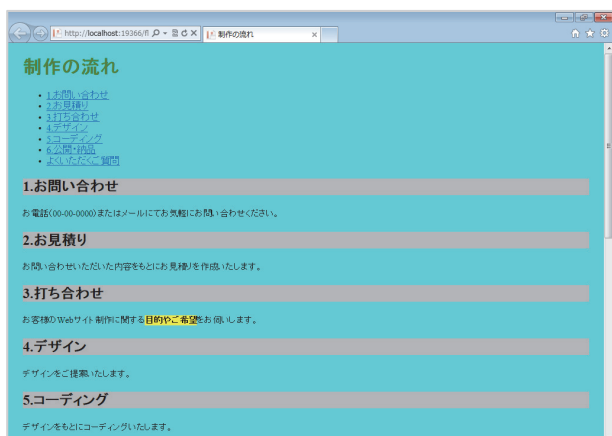 http://localhost:19366/fl
制作の流れ
制作の流れ
1.お問い合わせ
2.お見積り
3.打ち合わせ
4.デザイン
5.コーディング
6.公開・納品
よくいただくご質問
1.お問い合わせ
お電話(00-00-0000)またはメールにてお気軽にお問い合わせください。
2.お見積り
お問い合わせいただいた内容をもとにお見積りを作成いたします。
3.打ち合わせ
お客様のWebサイト制作に関する目的やご希望をお伺いします。
4.デザイン
デザインをご提案いたします。
5.コーディング
デザインをもとにコーディングいたします。